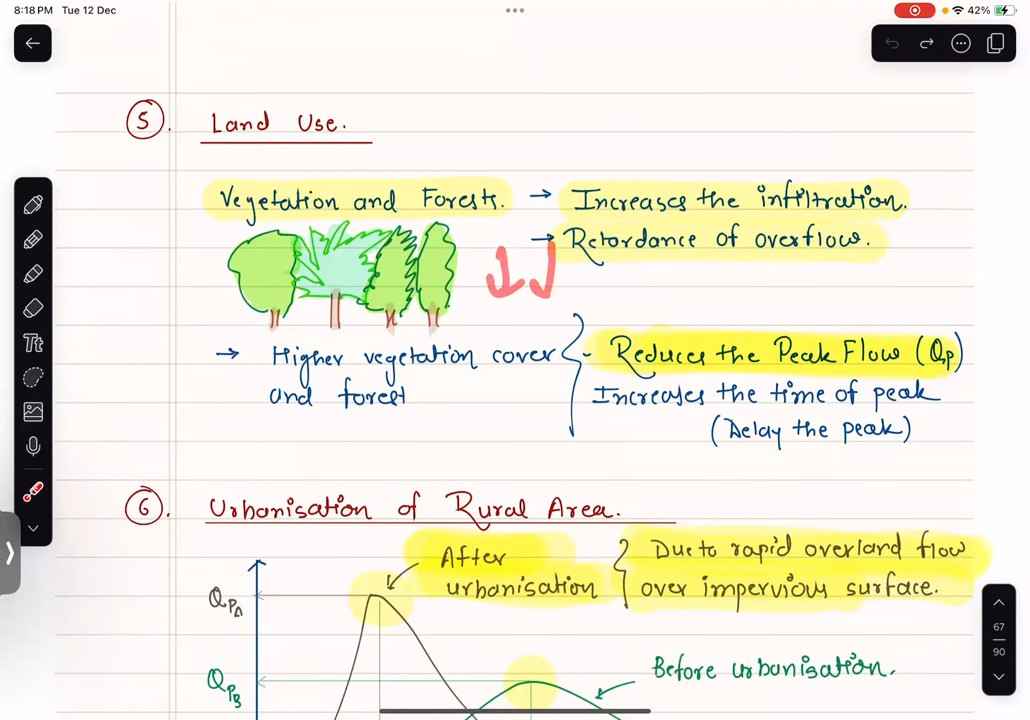 8:18 PM Tue 12 Dec
42%
5. Land Use.
Vegetation and Forests. → Increases the infiltration.
→ Retardance of overflow.
→ Higher vegetation cover - Reduces the Peak Flow (Qp)
and forest Increases the time of peak
(Delay the peak)
Tt
6. Urbanisation of Rural Area.
After Due to rapid overland flow
urbanisation over impervious surface.
QPA
67
90
Before urbanisation.
QPB